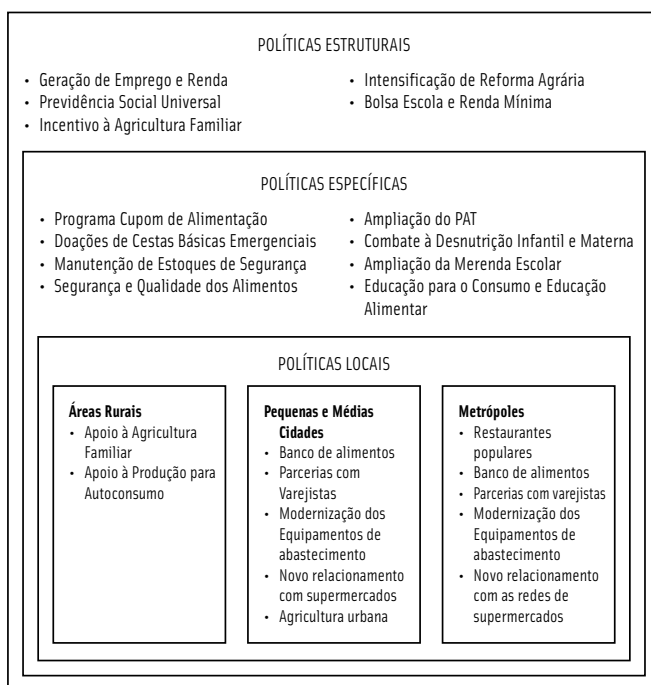 POLÍTICAS ESTRUTURAIS
• Geração de Emprego e Renda
• Previdência Social Universal
• Incentivo à Agricultura Familiar
• Intensificação de Reforma Agrária
• Bolsa Escola e Renda Mínima
POLÍTICAS ESPECÍFICAS
• Programa Cupom de Alimentação
• Doações de Cestas Básicas Emergenciais
• Manutenção de Estoques de Segurança
• Segurança e Qualidade dos Alimentos
• Ampliação do PAT
• Combate à Desnutrição Infantil e Materna
• Ampliação da Merenda Escolar
• Educação para o Consumo e Educação
Alimentar
POLÍTICAS LOCAIS
Áreas Rurais
• Apoio à Agricultura
Familiar
• Apoio à Produção para
Autoconsumo
Pequenas e Médias
Cidades
• Banco de alimentos
• Parcerias com
Varejistas
• Modernização dos
Equipamentos de
abastecimento
• Novo relacionamento
com supermercados
• Agricultura urbana
Metrópoles
• Restaurantes
populares
• Banco de alimentos
• Parcerias com varejistas
• Modernização dos
Equipamentos de
abastecimento
• Novo relacionamento
com as redes de
supermercados